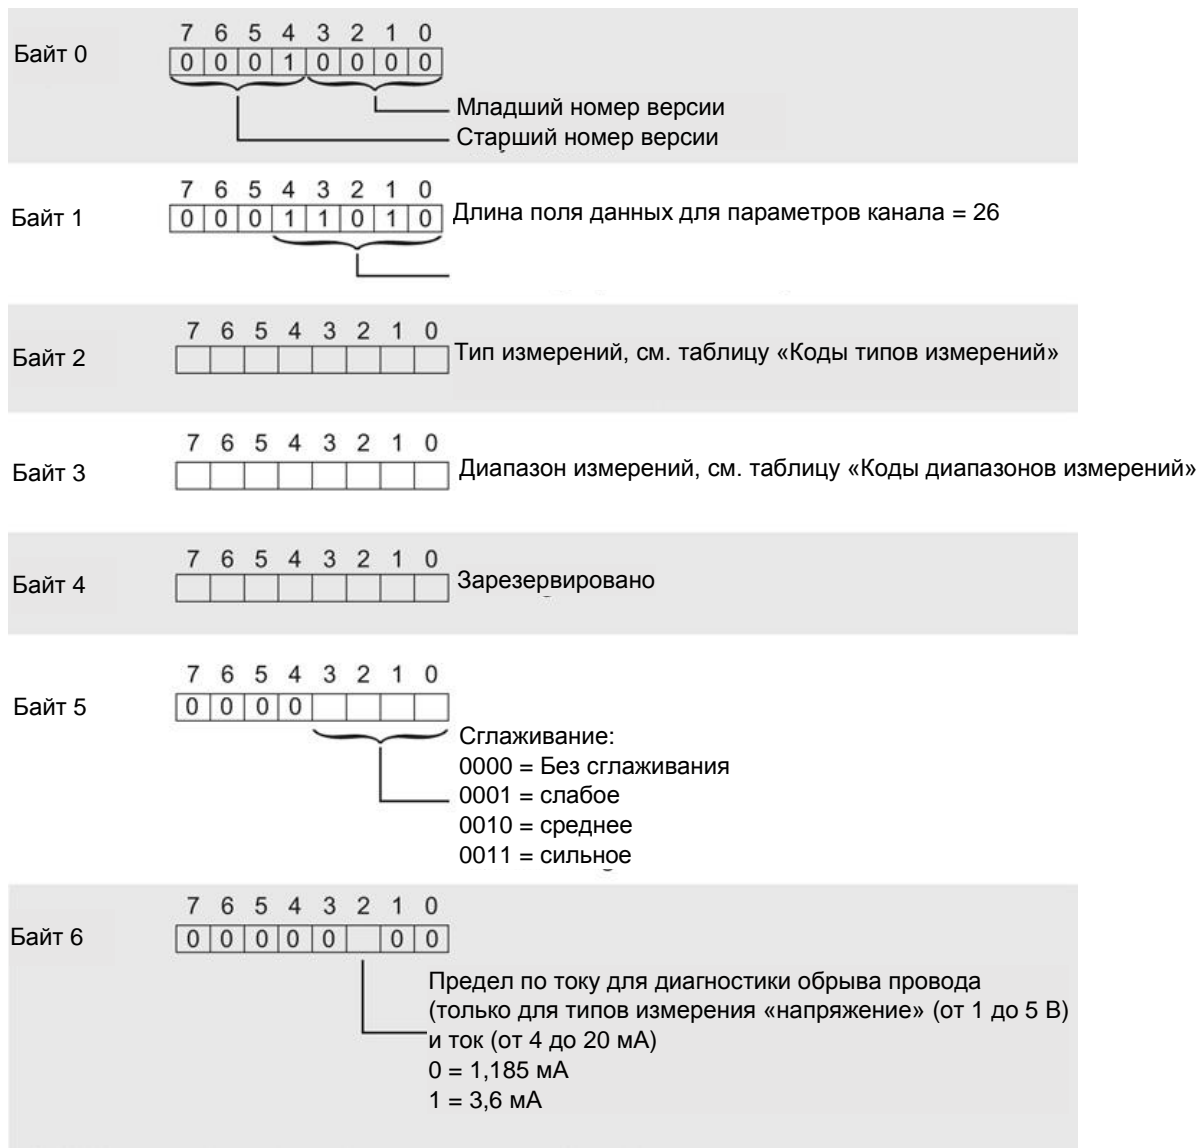 7 6 5 4 3 2 1 0
Байт 0
0 0 0 1 0 0 0 0
Младший номер версии
Старший номер версии
7 6 5 4 3 2 1 0
Байт 1
0 0 0 1 1 0 1 0
Длина поля данных для параметров канала = 26
7 6 5 4 3 2 1 0
Байт 2
Тип измерений, см. таблицу «Коды типов измерений»
7 6 5 4 3 2 1 0
Байт 3
Диапазон измерений, см. таблицу «Коды диапазонов измерений»
7 6 5 4 3 2 1 0
Байт 4
Зарезервировано
7 6 5 4 3 2 1 0
Байт 5
0 0 0 0
Сглаживание:
0000 = Без сглаживания
0001 = слабое
0010 = среднее
0011 = сильное
7 6 5 4 3 2 1 0
Байт 6
0 0 0 0 0 0 0
Предел по току для диагностики обрыва провода
(только для типов измерения «напряжение» (от 1 до 5 В)
и ток (от 4 до 20 мА)
0 = 1,185 мА
1 = 3,6 мА